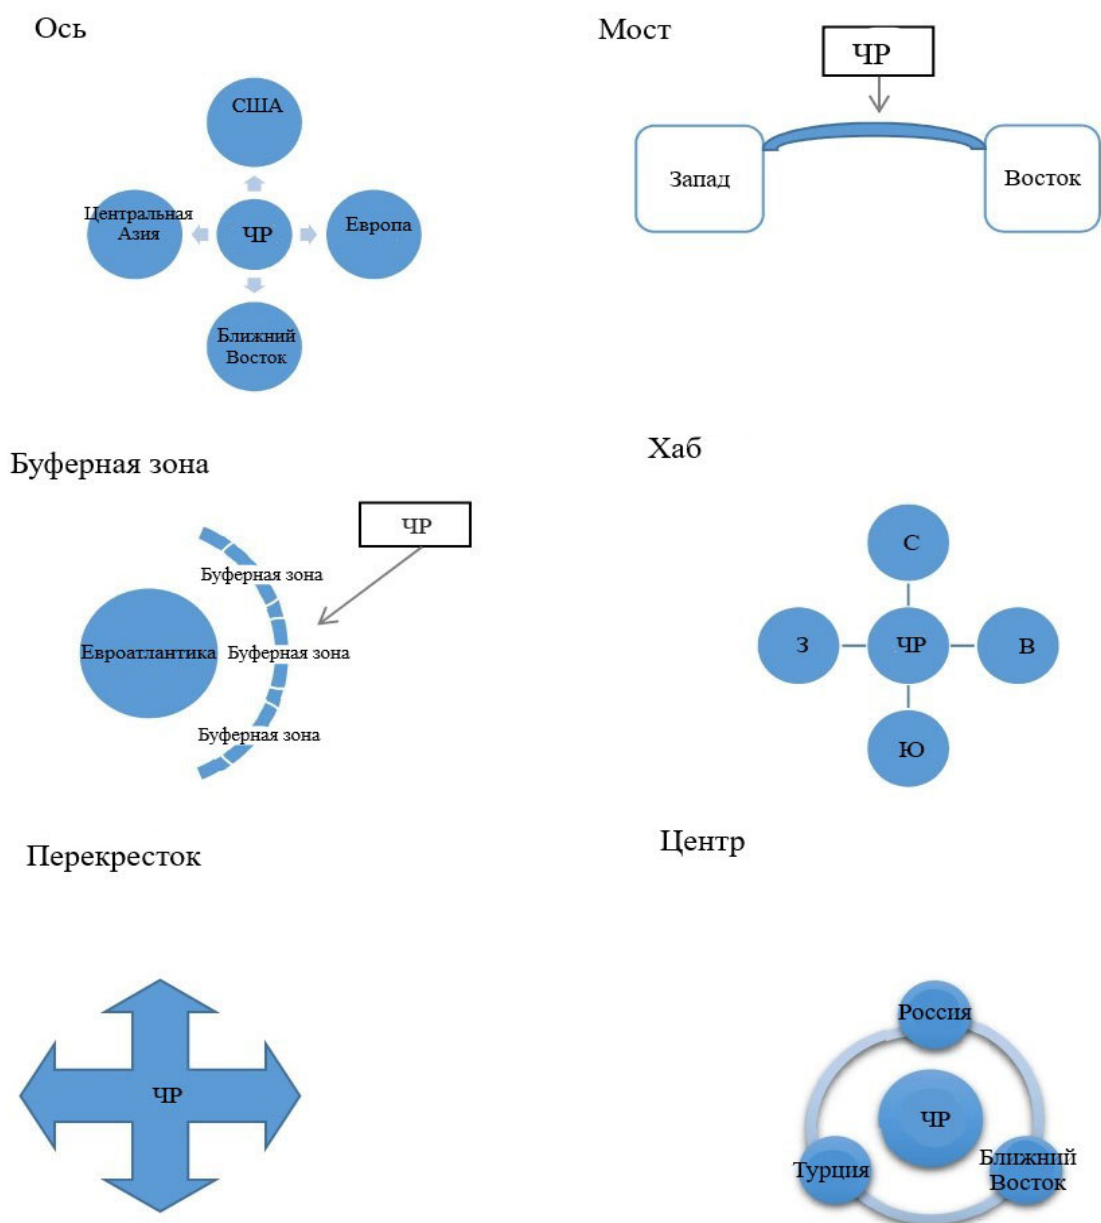 Ось
США
Центральная
Азия
ЧР
Европа
Ближний
Восток
Мост
ЧР
Запад
Восток
Буферная зона
ЧР
Буферная зона
Евроатлантика
Буферная зона
Буферная зона
Хаб
С
З
ЧР
В
Ю
Перекресток
ЧР
Центр
Россия
ЧР
Турция
Ближний
Восток